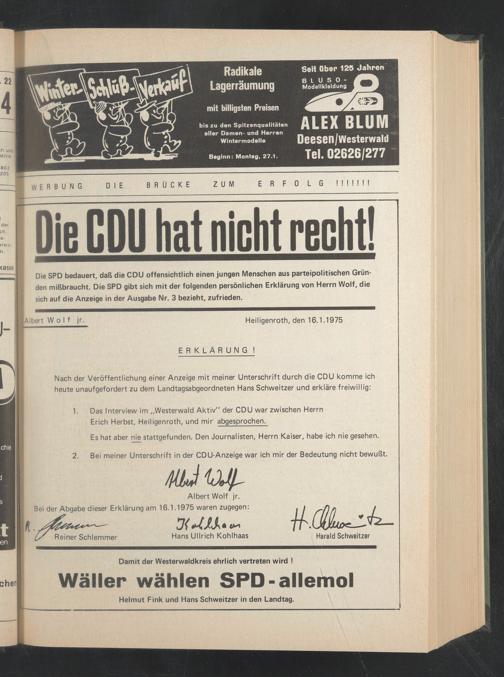 Winter-
Schluß-
Verkauf
Radikale
Lagerräumung
mit billigsten Preisen
bis zu den Spitzenqualitäten
aller Damen- und Herren
Wintermodelle
Beginn: Montag, 27.1.
Seit über 125 Jahren
BLUSO-
Modellkleidung
ALEX BLUM
Deesen/Westerwald
Tel. 02626/277
WERBUNG DIE BRÜCKE ZUM ERFOLG !!!!!!!
Die CDU hat nicht recht!
Die SPD bedauert, daß die CDU offensichtlich einen jungen Menschen aus parteipolitischen Grün-
den mißbraucht. Die SPD gibt sich mit der folgenden persönlichen Erklärung von Herrn Wolf, die
sich auf die Anzeige in der Ausgabe Nr. 3 bezieht, zufrieden.
Albert Wolf jr.
Heiligenroth, den 16.1.1975
ERKLÄRUNG !
Nach der Veröffentlichung einer Anzeige mit meiner Unterschrift durch die CDU komme ich
heute unaufgefordert zu dem Landtagsabgeordneten Hans Schweitzer und erkläre freiwillig:
1. Das Interview im „Westerwald Aktiv" der CDU war zwischen Herrn
Erich Herbst, Heiligenroth, und mir abgesprochen.
Es hat aber nie stattgefunden. Den Journalisten, Herrn Kaiser, habe ich nie gesehen.
2. Bei meiner Unterschrift in der CDU-Anzeige war ich mir der Bedeutung nicht bewußt.
Albert Wolf
Albert Wolf jr.
Bei der Abgabe dieser Erklärung am 16.1.1975 waren zugegen:
Kohlhaas
Reiner Schlemmer
Hans Ullrich Kohlhaas
Harald Schweitzer
Damit der Westerwaldkreis ehrlich vertreten wird !
Wäller wählen SPD-allemol
Helmut Fink und Hans Schweitzer in den Landtag.